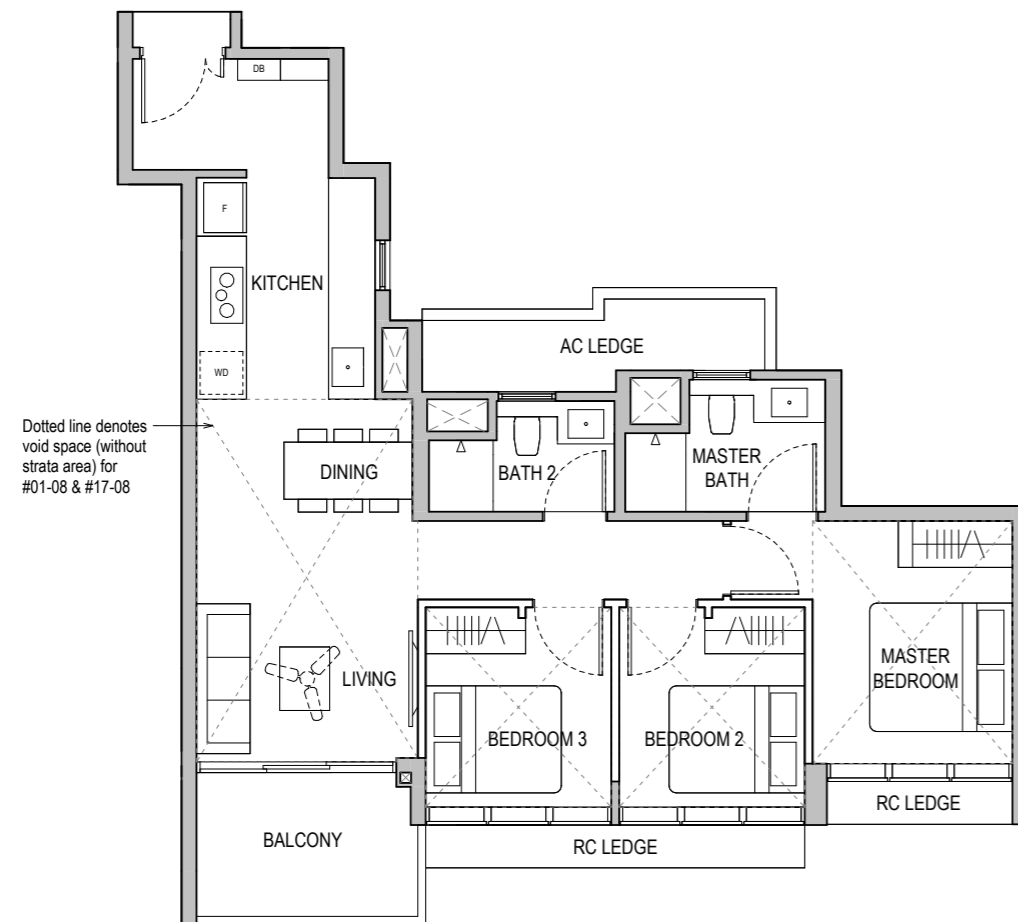 DB
F
KITCHEN
WD
AC LEDGE
Dotted line denotes
void space (without
strata area) for
#01-08 & #17-08
DINING
BATH 2
MASTER
BATH
LIVING
MASTER
BEDROOM
BEDROOM 3
BEDROOM 2
RC LEDGE
BALCONY
RC LEDGE